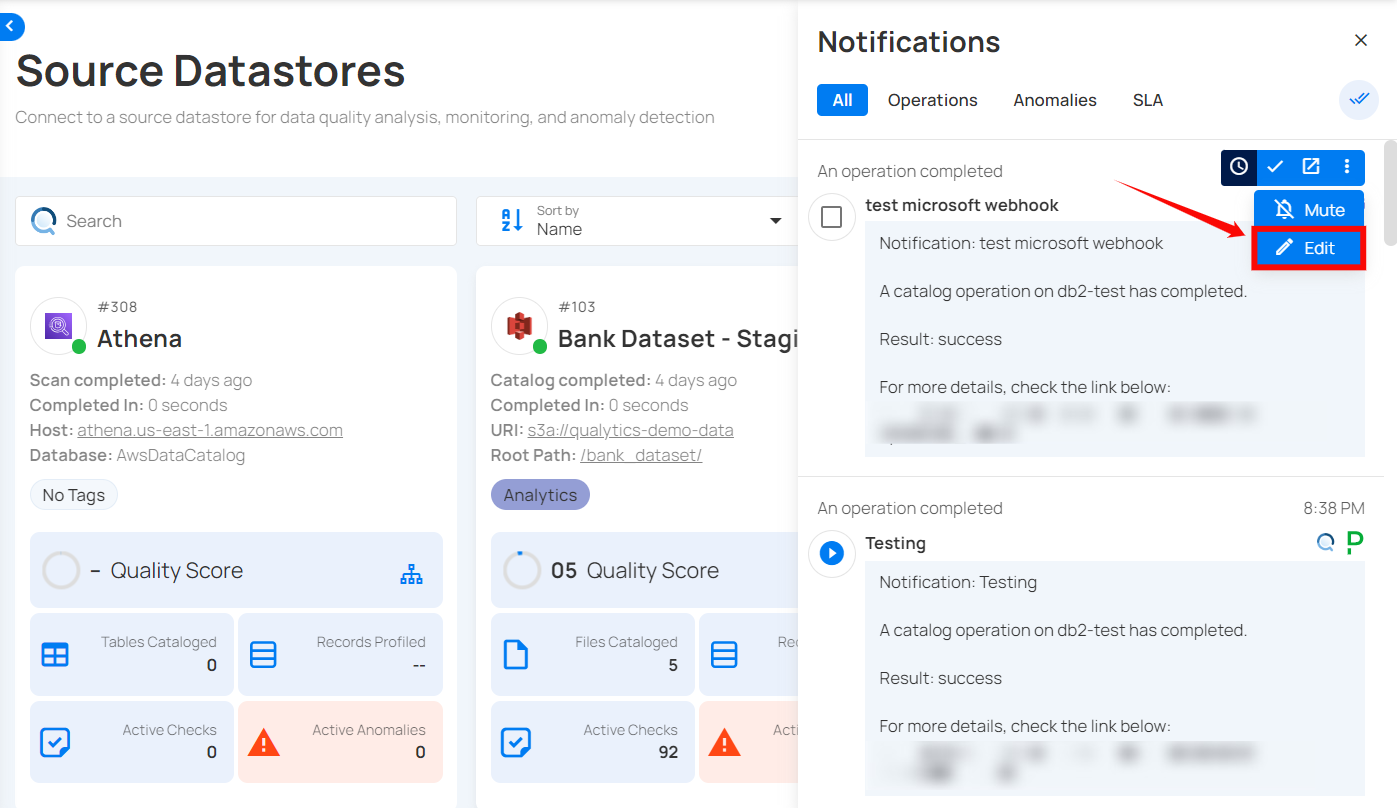 Source Datastores
Connect to a source datastore for data quality analysis, monitoring, and anomaly detection
Search
Sort by
Name
#308
Athena
Scan completed: 4 days ago
Completed In: 0 seconds
Host: athena.us-east-1.amazonaws.com
Database: AwsDataCatalog
No Tags
– Quality Score
Tables Cataloged
0
Records Profiled
--
Active Checks
0
Active Anomalies
0
#103
Bank Dataset - Stagi
Catalog completed: 4 days ago
Completed In: 0 seconds
URI: s3a://qualytics-demo-data
Root Path: /bank_dataset/
Analytics
05 Quality Score
Files Cataloged
5
Rec
Active Checks
92
Acti
Notifications
All
Operations
Anomalies
SLA
An operation completed
test microsoft webhook
Mute
Edit
Notification: test microsoft webhook
A catalog operation on db2-test has completed.
Result: success
For more details, check the link below:
An operation completed
8:38 PM
Testing
Notification: Testing
A catalog operation on db2-test has completed.
Result: success
For more details, check the link below: